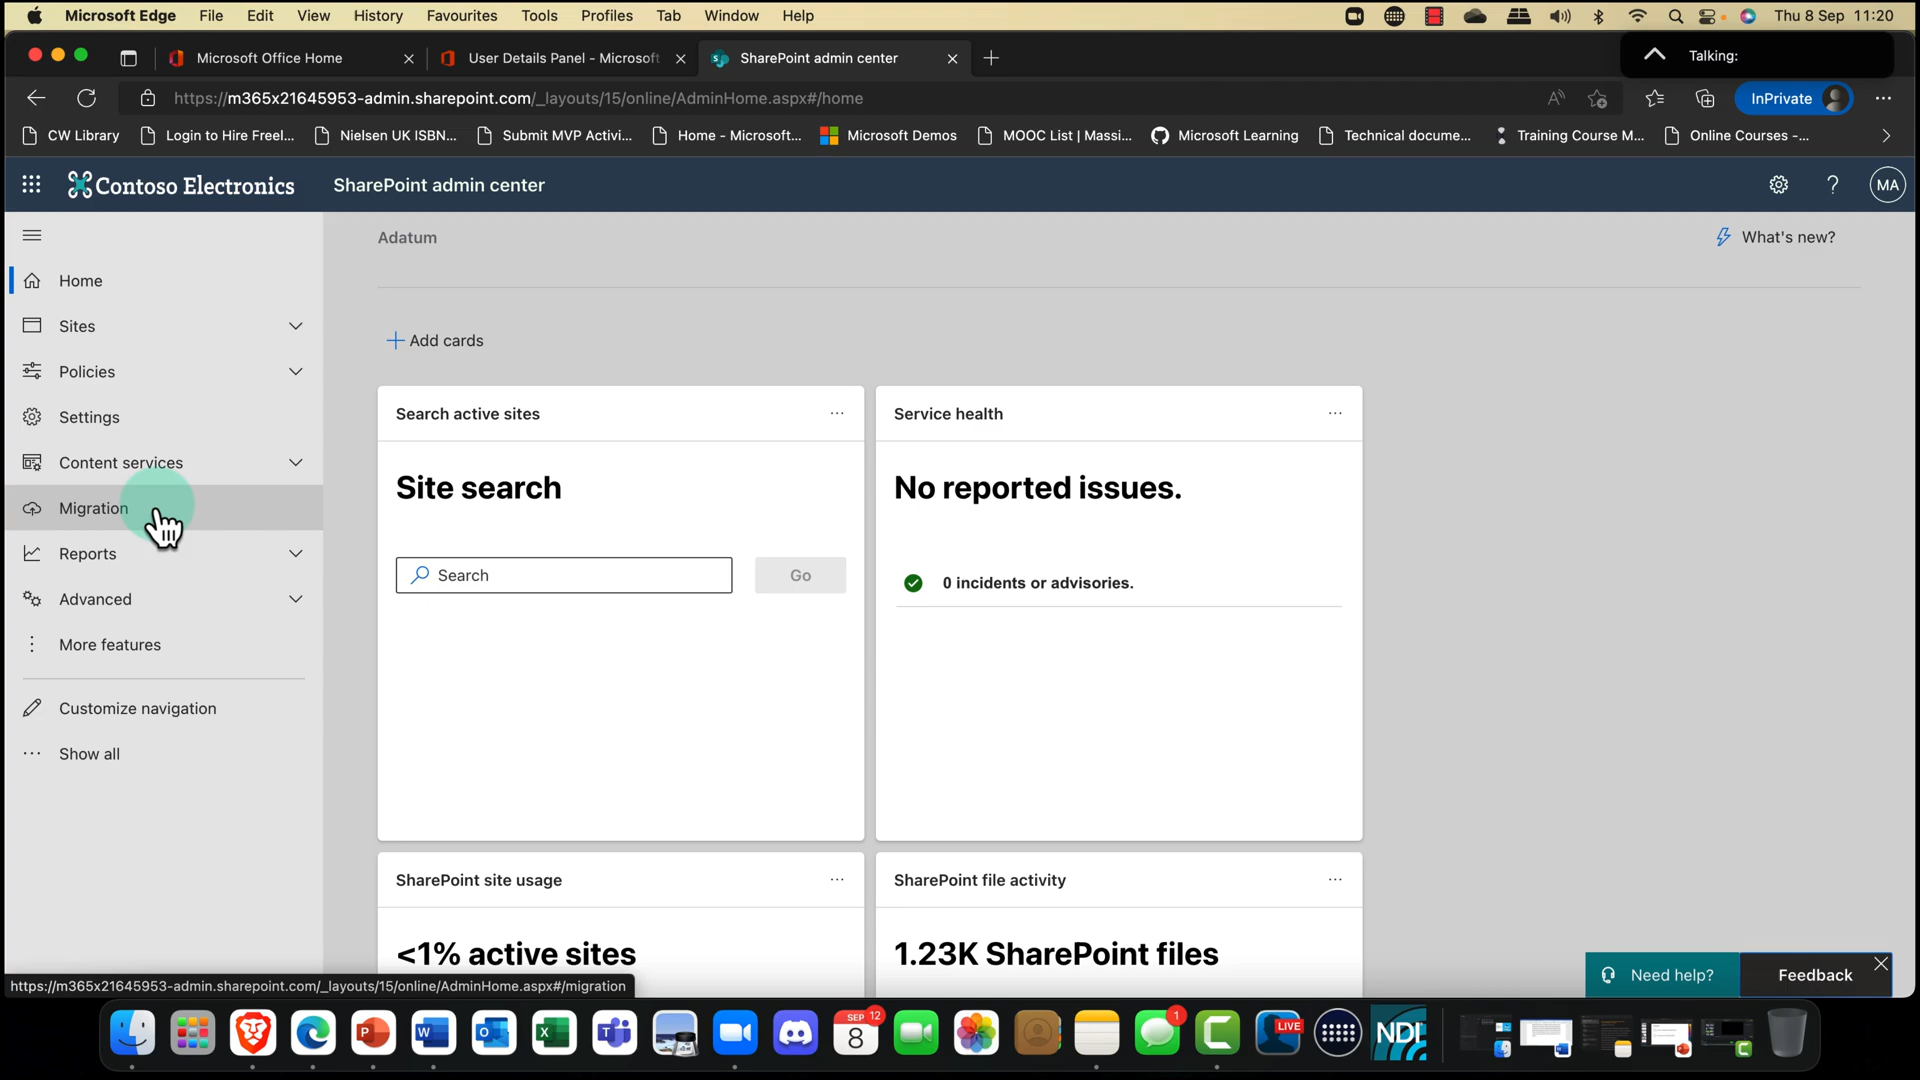 Microsoft Edge File Edit View History Favourites Tools Profiles Tab Window Help Thu 8 Sep 11:20
Microsoft Office Home User Details Panel - Microsoft SharePoint admin center Talking:
https://m365x21645953-admin.sharepoint.com/_layouts/15/online/AdminHome.aspx#/home InPrivate
CW Library Login to Hire Freel... Nielsen UK ISBN... Submit MVP Activi... Home - Microsoft... Microsoft Demos MOOC List | Massi... Microsoft Learning Technical docume... Training Course M... Online Courses -...
Contoso Electronics SharePoint admin center ? MA
Adatum What's new?
Home
Sites
Policies
Settings
Content services
Migration
Reports
Advanced
More features
Customize navigation
Show all
Add cards
Search active sites
Site search
Search Go
Service health
No reported issues.
0 incidents or advisories.
SharePoint site usage
<1% active sites
SharePoint file activity
1.23K SharePoint files
Need help? Feedback
https://m365x21645953-admin.sharepoint.com/_layouts/15/online/AdminHome.aspx#/migration
SEP 12
8
1
LIVE
NDI